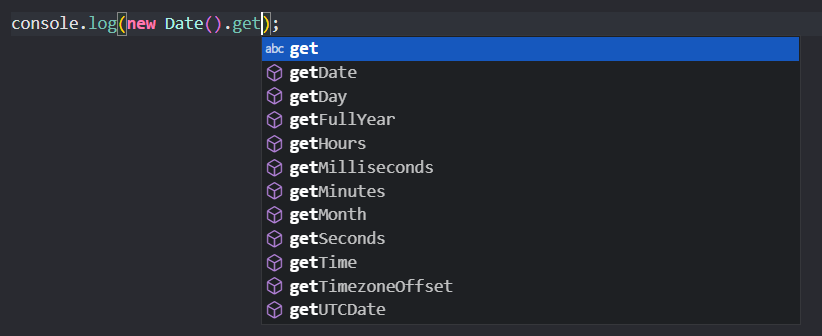 console.log(new Date().get);
abc get
getDate
getDay
getFullYear
getHours
getMilliseconds
getMinutes
getMonth
getSeconds
getTime
getTimezoneOffset
getUTCDate